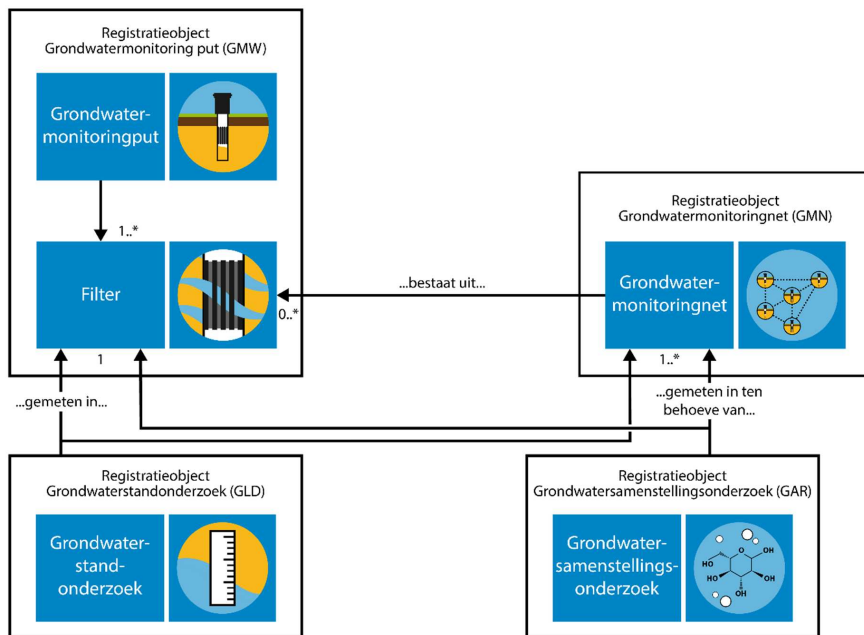 Registratieobject
Grondwatermonitoring put (GMW)
Grondwater-
monitoringput
1..*
Filter
0..*
1
...bestaat uit...
Registratieobject
Grondwatermonitoringnet (GMN)
Grondwater-
monitoringnet
1..*
...gemeten in...
...gemeten in ten
behoeve van...
Registratieobject
Grondwaterstandonderzoek (GLD)
Grondwater-
stand-
onderzoek
Registratieobject
Grondwatersamenstellingsonderzoek (GAR)
Grondwater-
samenstellings-
onderzoek
HO
O
OH
HO
OH
OH
OH